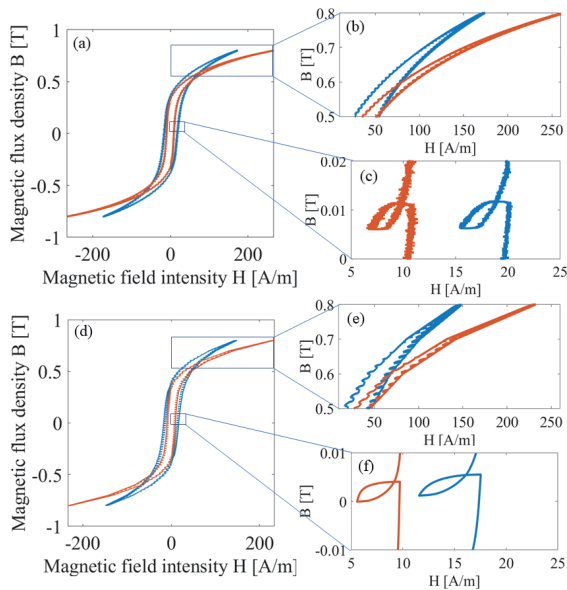 (a)
Magnetic flux density B [T]
1
0.5
0
-0.5
-1
-200
0
200
Magnetic field intensity H [A/m]
(b)
B [T]
0.8
0.7
0.6
0.5
50
100
150
200
250
H [A/m]
(c)
B [T]
0.02
0.01
0
5
10
15
20
25
H [A/m]
(d)
Magnetic flux density B [T]
1
0.5
0
-0.5
-1
-200
0
200
Magnetic field intensity H [A/m]
(e)
B [T]
0.8
0.7
0.6
0.5
50
100
150
200
250
H [A/m]
(f)
B [T]
0.01
0
-0.01
5
10
15
20
25
H [A/m]